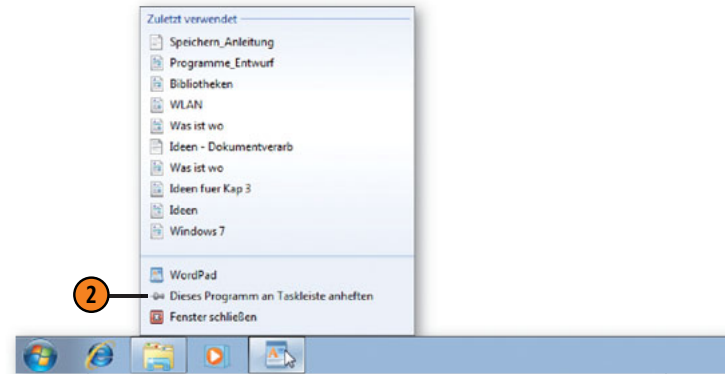 Zuletzt verwendet
Speichern_Anleitung
Programme_Entwurf
Bibliotheken
WLAN
Was ist wo
Ideen - Dokumentverarb
Was ist wo
Ideen fuer Kap 3
Ideen
Windows 7
WordPad
2 Dieses Programm an Taskleiste anheften
Fenster schließen